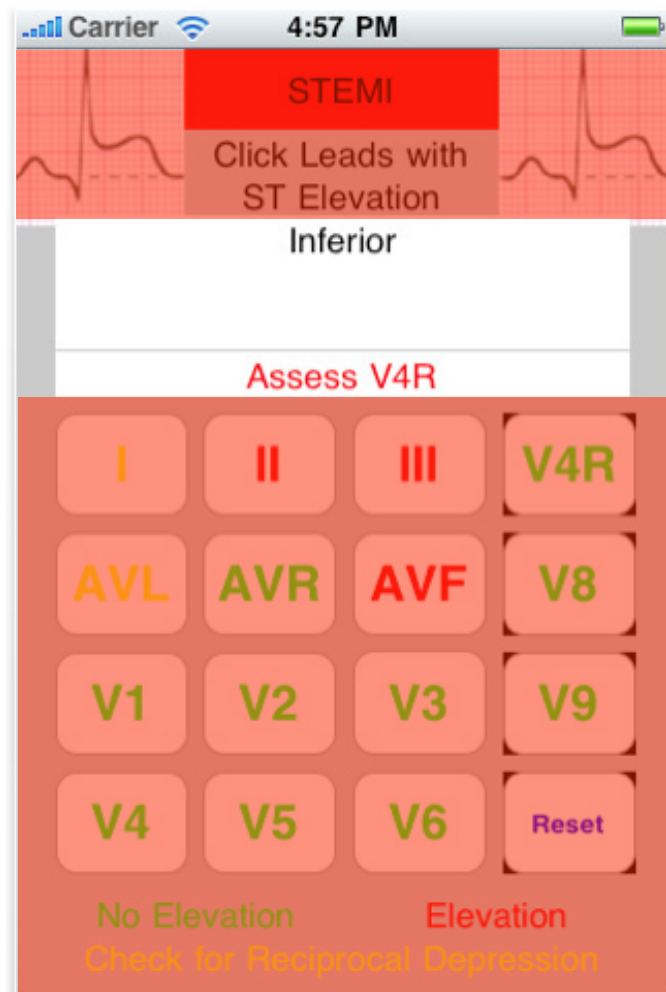 Carrier 4:57 PM
STEMI
Click Leads with
ST Elevation
Inferior
Assess V4R
I II III V4R
AVL AVR AVF V8
V1 V2 V3 V9
V4 V5 V6 Reset
No Elevation Elevation
Check for Reciprocal Depression